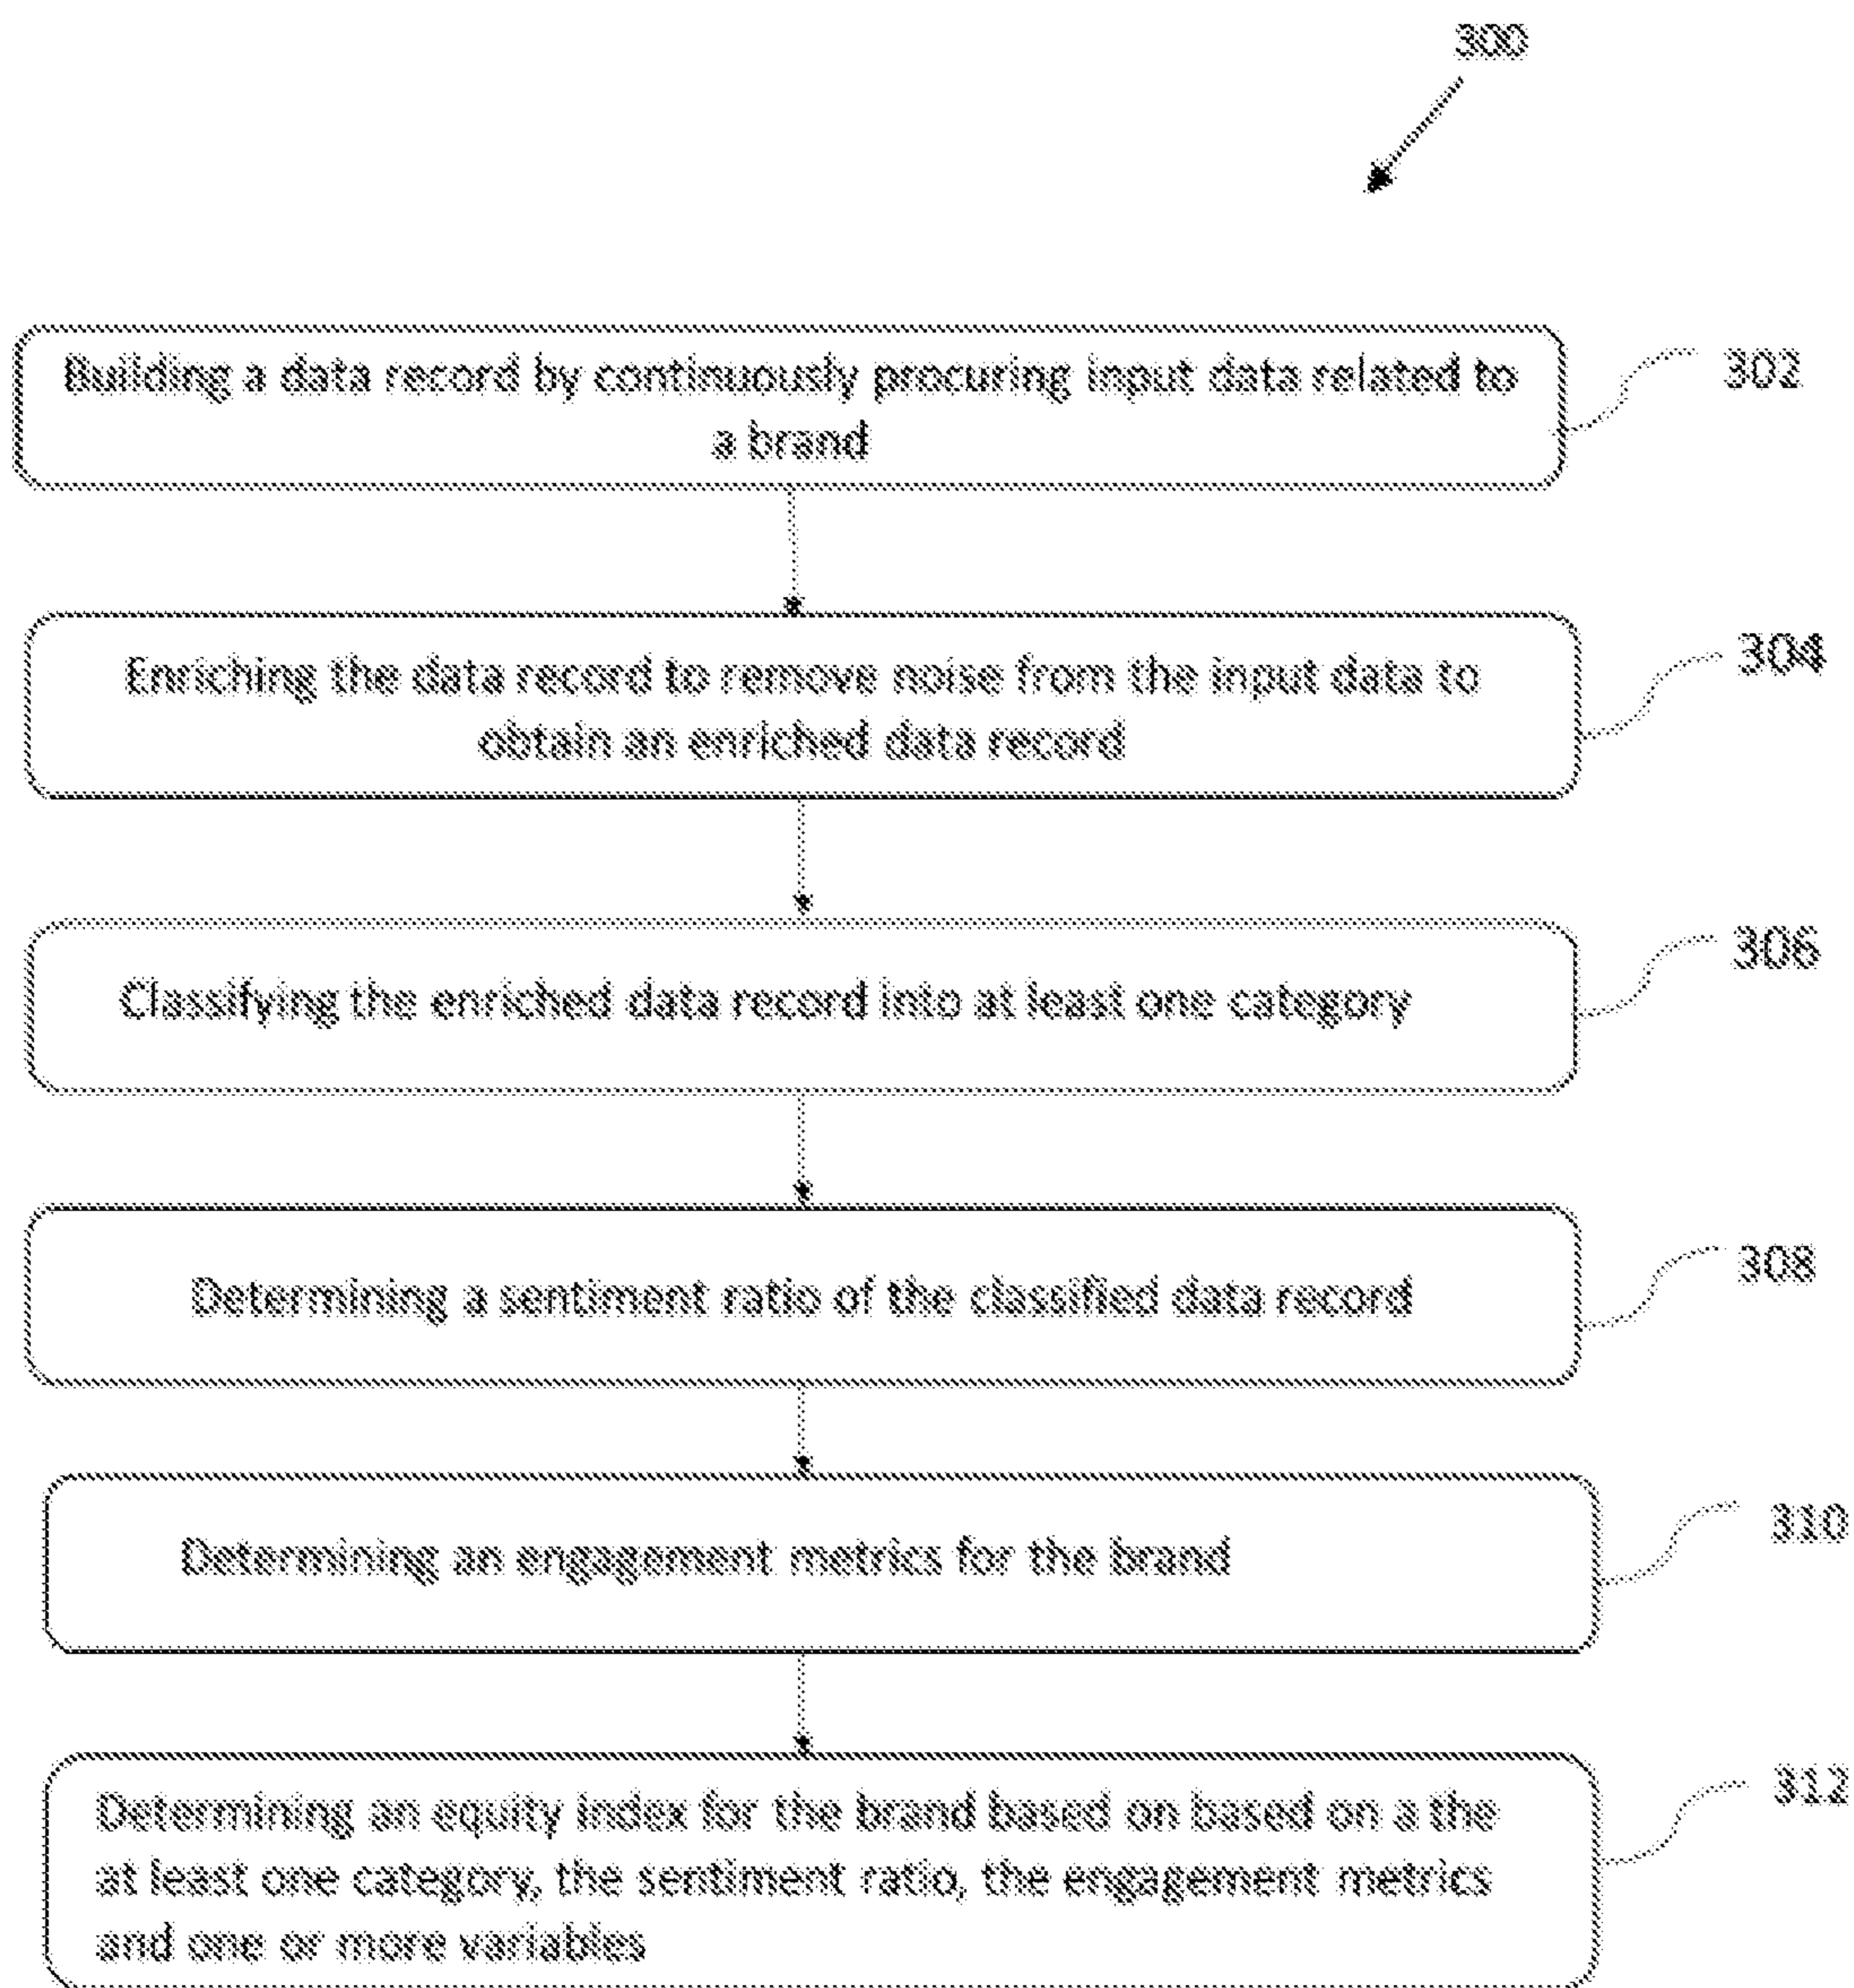 300
Building a data record by continuously procuring input data related to
a brand
302
Enriching the data record to remove noise from the input data to
obtain an enriched data record
304
Classifying the enriched data record into at least one category
306
Determining a sentiment ratio of the classified data record
308
Determining an engagement metrics for the brand
310
Determining an equity index for the brand based on based on a the
at least one category, the sentiment ratio, the engagement metrics
and one or more variables
312